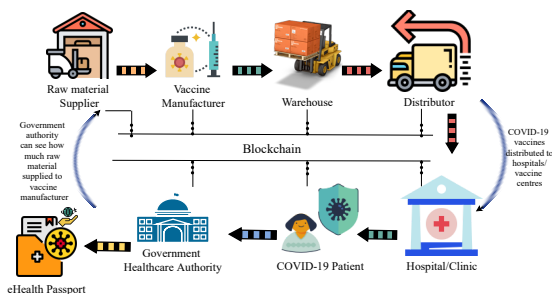 Raw material
Supplier
Vaccine
Manufacturer
Warehouse
Distributor
Government
authority
can see how
much raw
material
supplied to
vaccine
manufacturer
Blockchain
COVID-19
vaccines
distributed to
hospitals/
vaccine
centres
eHealth Passport
Government
Healthcare Authority
COVID-19 Patient
Hospital/Clinic